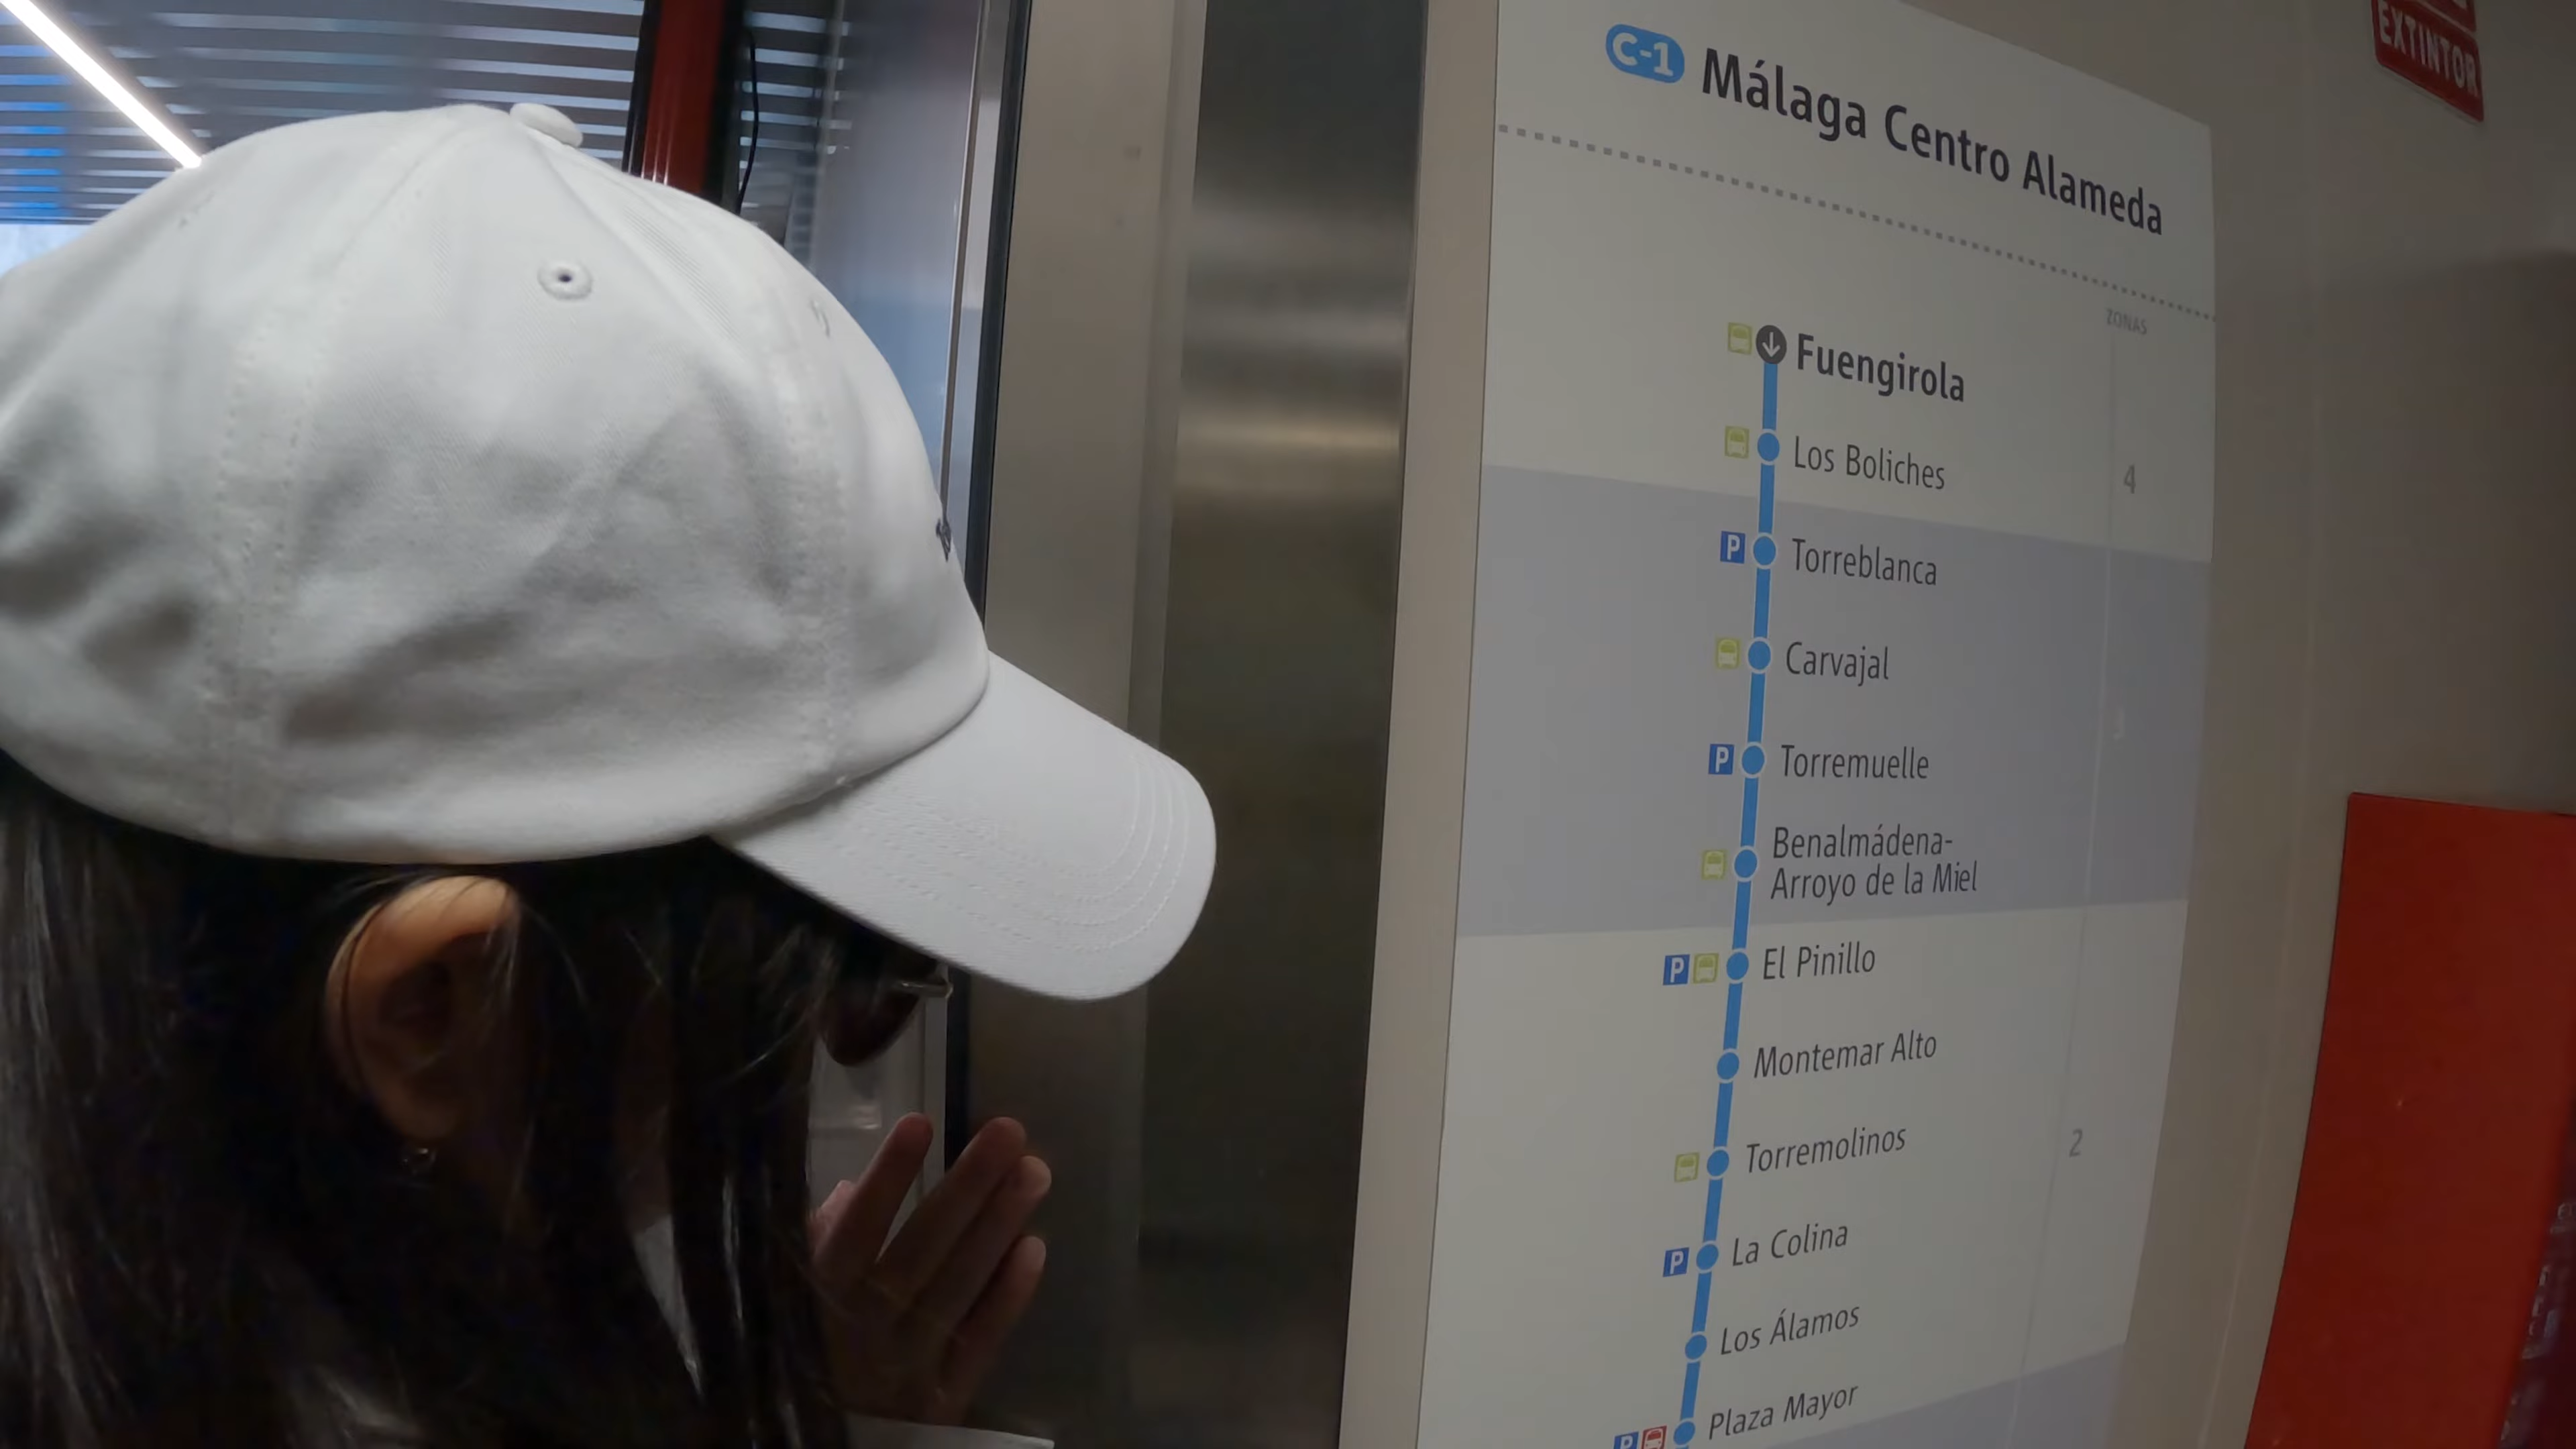 EXTINTOR
C-1 Málaga Centro Alameda
ZONAS
Fuengirola
Los Boliches
4
P Torreblanca
Carvajal
3
P Torremuelle
Benalmádena-
Arroyo de la Miel
P El Pinillo
Montemar Alto
Torremolinos
2
P La Colina
Los Álamos
P Plaza Mayor